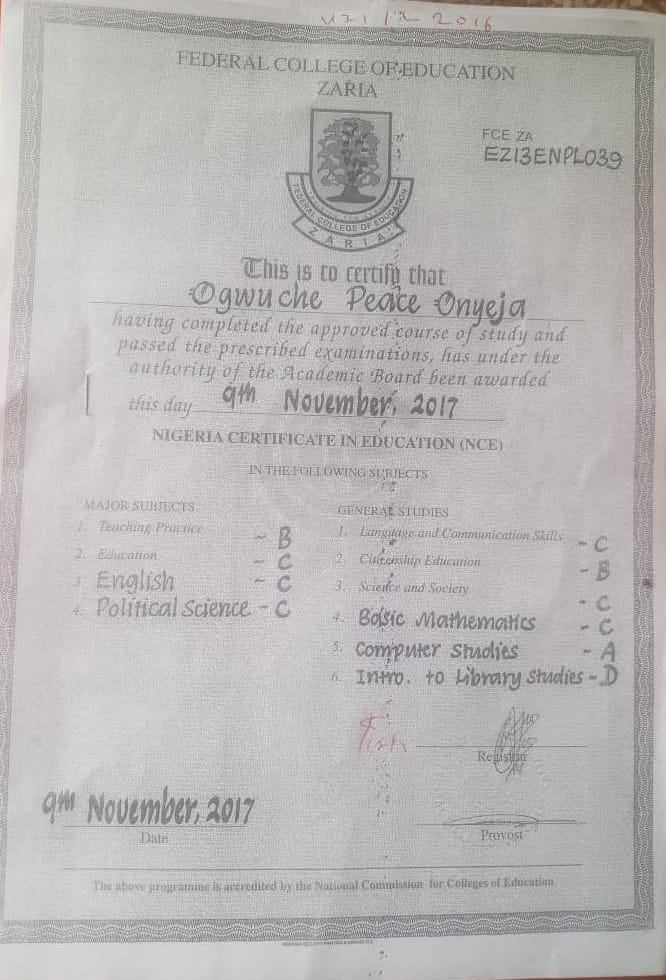 2016
FEDERAL COLLEGE OF EDUCATION
ZARIA
FCE ZA
EZ13ENPL039
FEDERAL COLLEGE OF EDUCATION
ZARIA
This is to certify that
Ogwuche Peace Onyeja
having completed the approved course of study and
passed the prescribed examinations, has under the
authority of the Academic Board been awarded
this day 9th November, 2017
NIGERIA CERTIFICATE IN EDUCATION (NCE)
IN THE FOLLOWING SUBJECTS
MAJOR SUBJECTS
1. Teaching Practice - B
2. Education - C
3. English - C
4. Political Science - C
GENERAL STUDIES
1. Language and Communication Skills - C
2. Citizenship Education - B
3. Science and Society - C
4. Basic Mathematics - C
5. Computer Studies - A
6. Intro. to Library Studies - D
Registrar
9th November, 2017
Date
Provost
The above programme is accredited by the National Commission for Colleges of Education